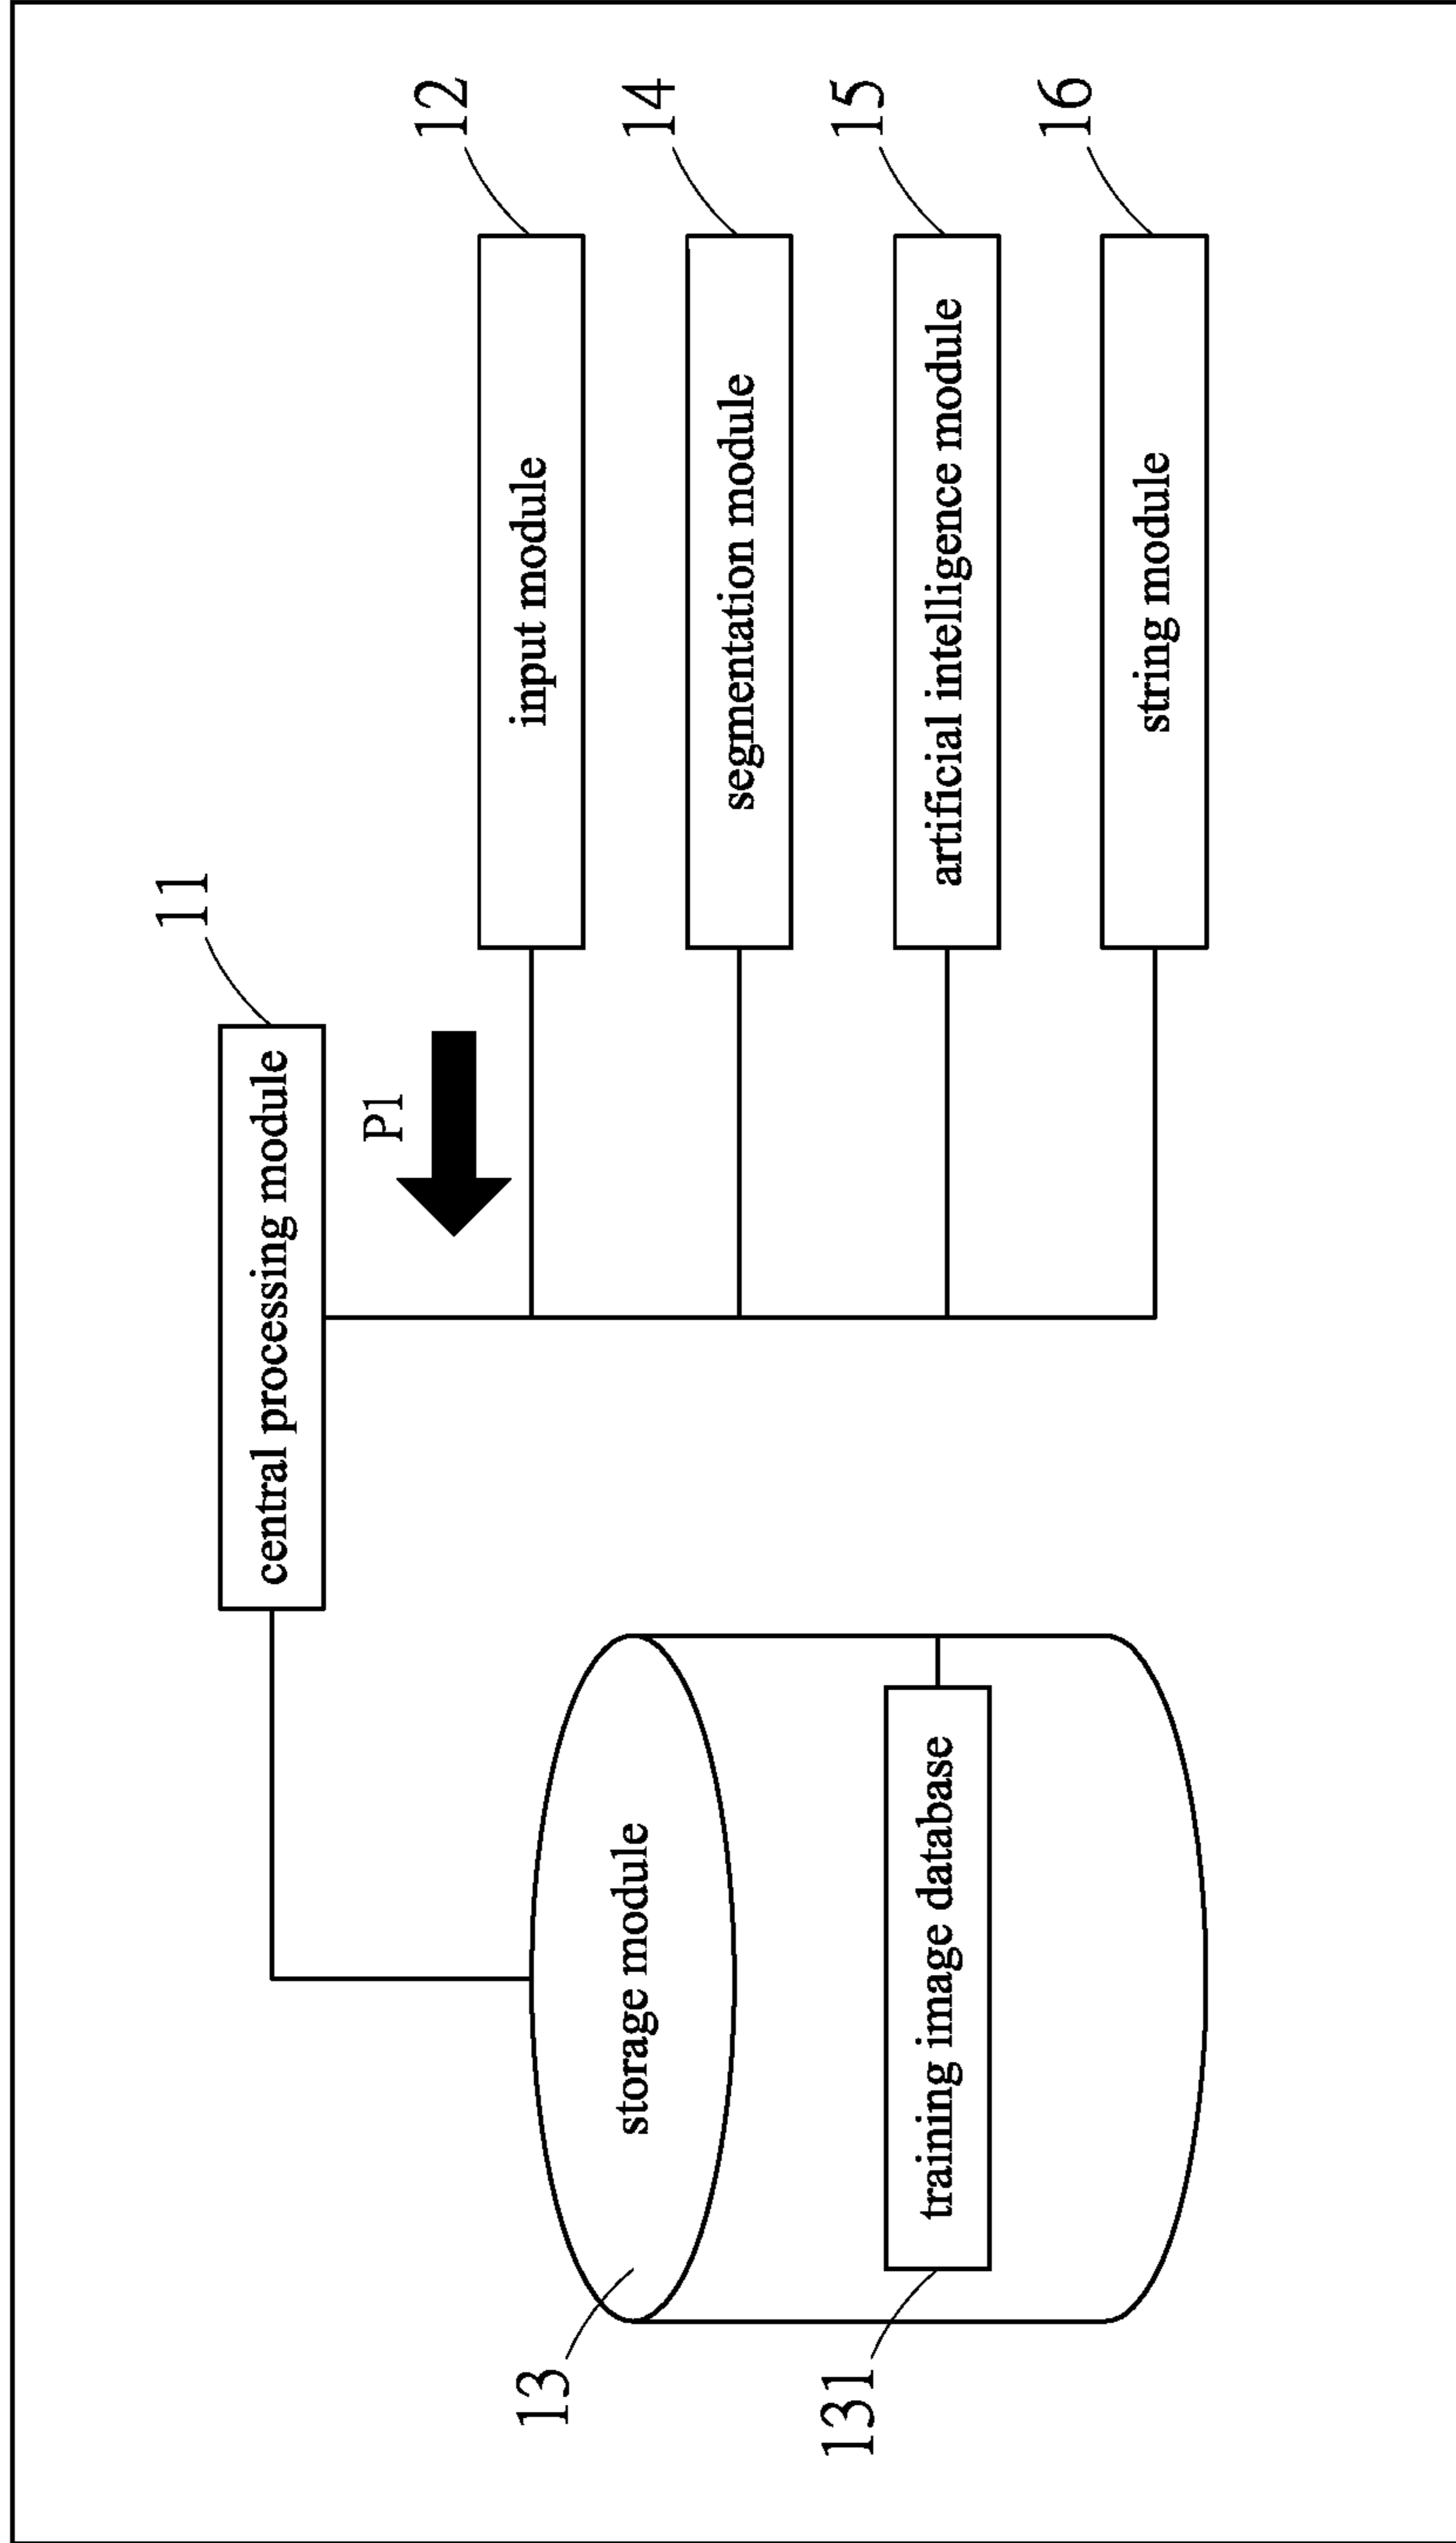 11
central processing module
P1
12
input module
13
storage module
14
segmentation module
131
training image database
15
artificial intelligence module
16
string module